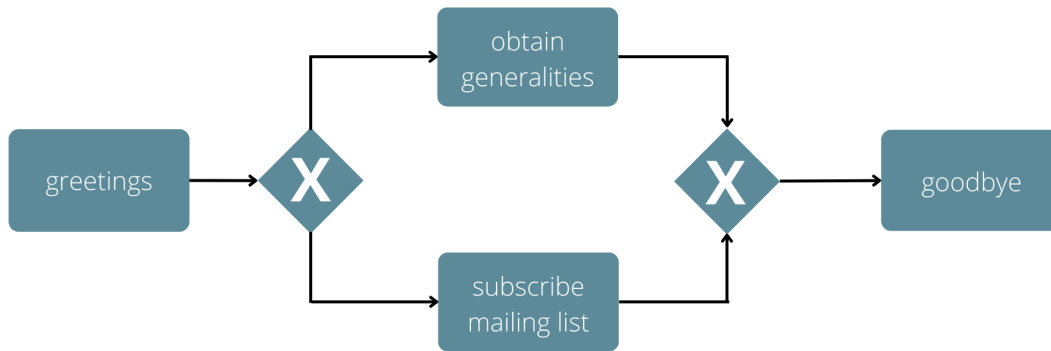 greetings
X
obtain
generalities
subscribe
mailing list
X
goodbye